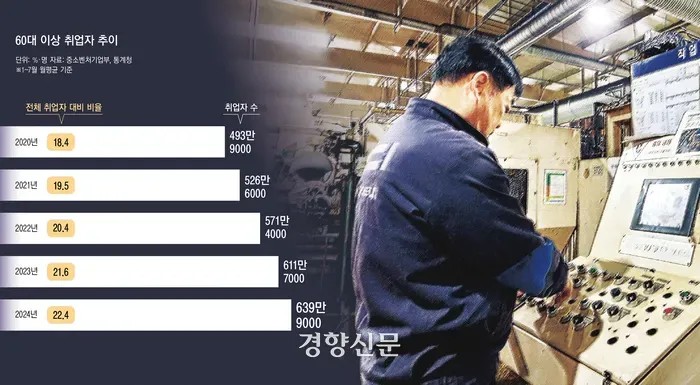 60대 이상 취업자 추이
단위: %·명 자료: 중소벤처기업부, 통계청
※1~7월 월평균 기준
전체 취업자 대비 비율
취업자 수
2020년 18.4 493만
9000
2021년 19.5 526만
6000
2022년 20.4 571만
4000
2023년 21.6 611만
7000
2024년 22.4 639만
9000
경향신문
작업